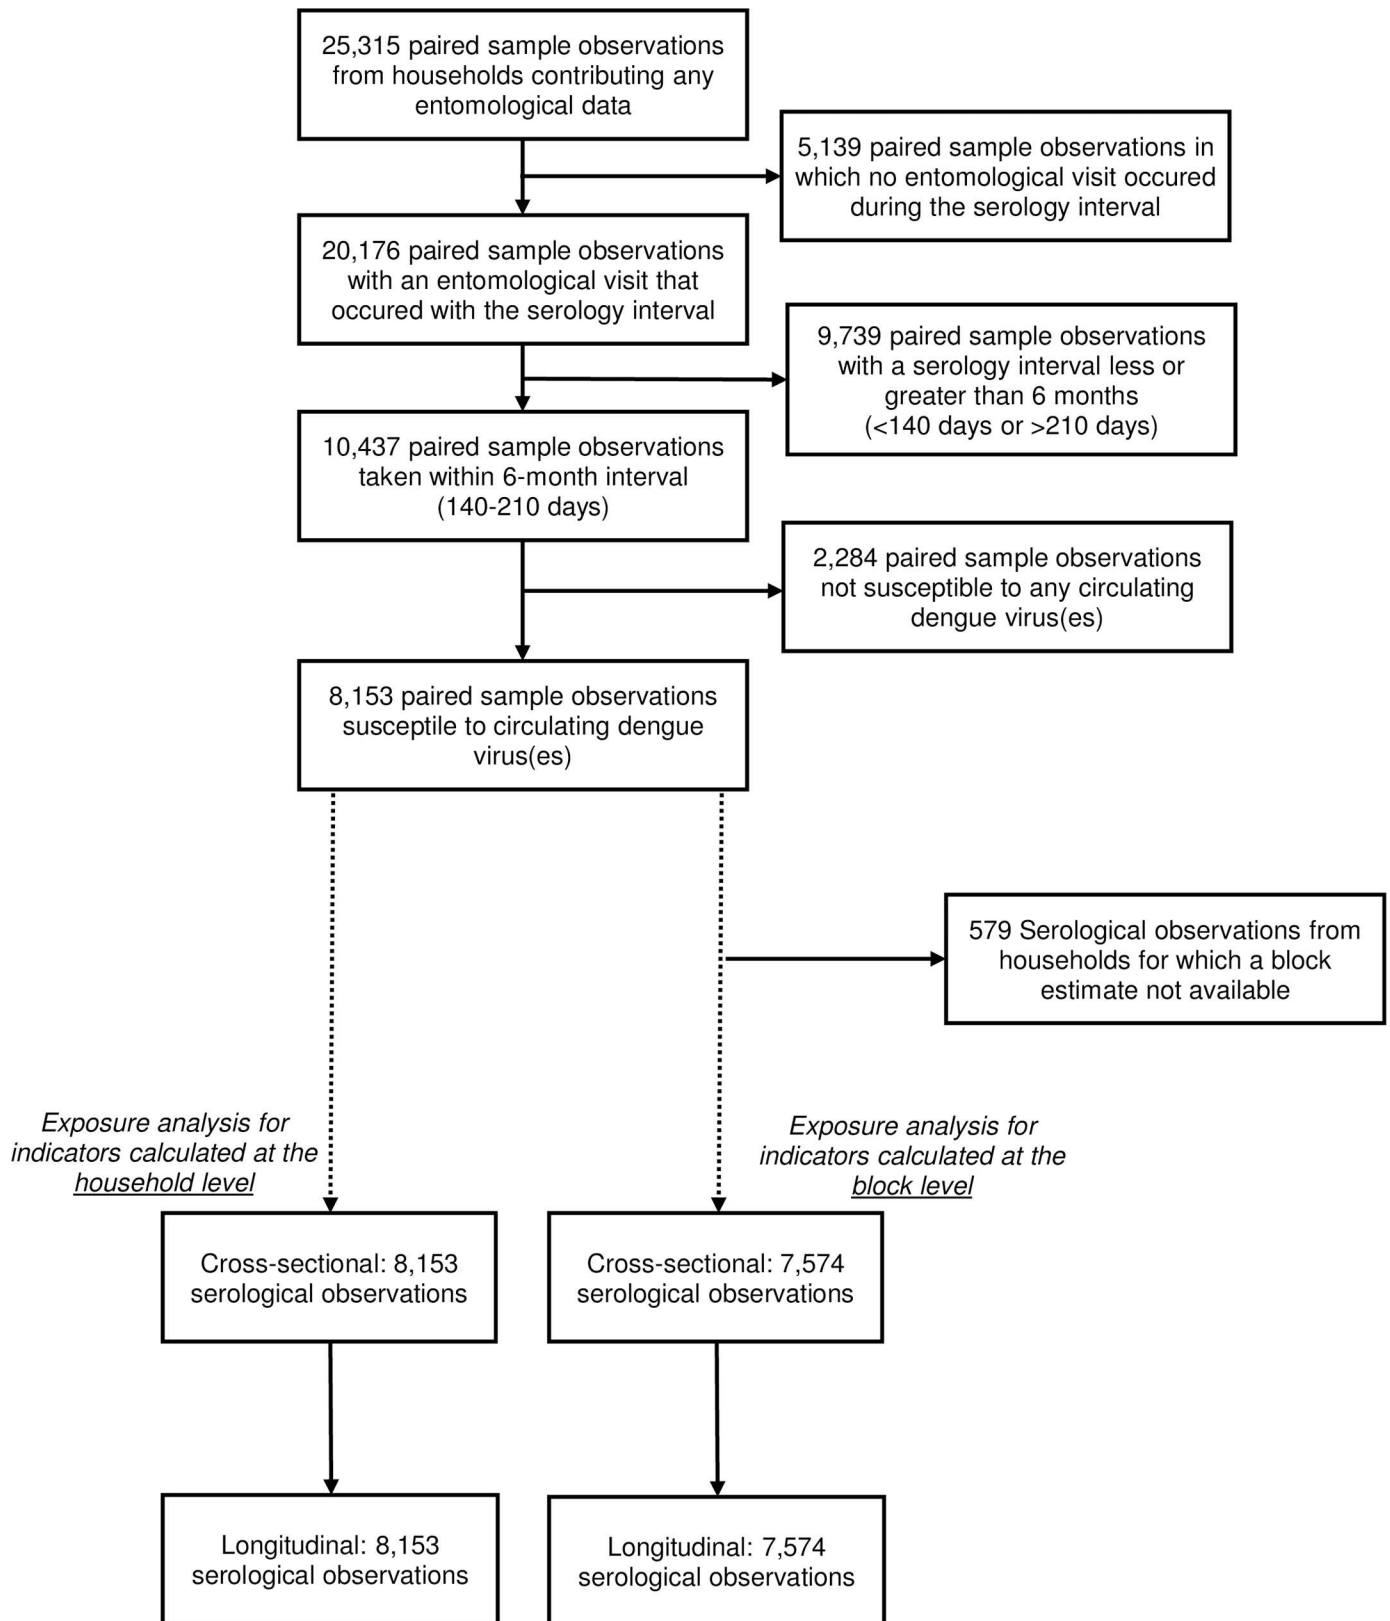 25,315 paired sample observations
from households contributing any
entomological data
5,139 paired sample observations in
which no entomological visit occured
during the serology interval
20,176 paired sample observations
with an entomological visit that
occured with the serology interval
9,739 paired sample observations
with a serology interval less or
greater than 6 months
(<140 days or >210 days)
10,437 paired sample observations
taken within 6-month interval
(140-210 days)
2,284 paired sample observations
not susceptible to any circulating
dengue virus(es)
8,153 paired sample observations
susceptile to circulating dengue
virus(es)
579 Serological observations from
households for which a block
estimate not available
Exposure analysis for
indicators calculated at the
household level
Exposure analysis for
indicators calculated at the
block level
Cross-sectional: 8,153
serological observations
Cross-sectional: 7,574
serological observations
Longitudinal: 8,153
serological observations
Longitudinal: 7,574
serological observations